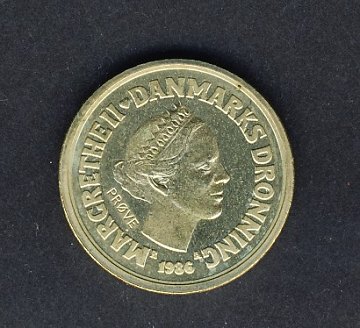 MARGRETHE II ♥ DANMARKS DRONNING
PRØVE
1986